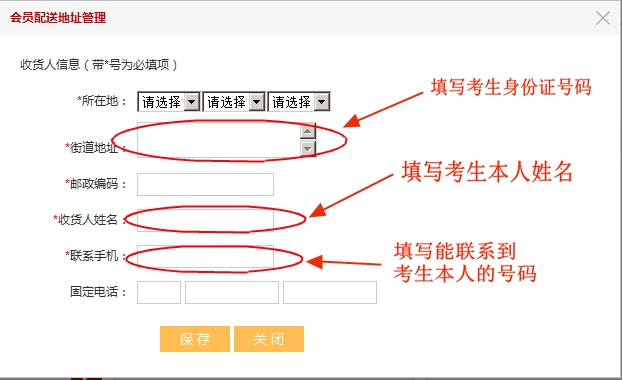 会员配送地址管理
收货人信息（带*号为必填项）
*所在地： 请选择 请选择 请选择
填写考生身份证号码
*街道地址：
*邮政编码：
填写考生本人姓名
*收货人姓名：
*联系手机：
填写能联系到
考生本人的号码
固定电话：
保 存 关 闭